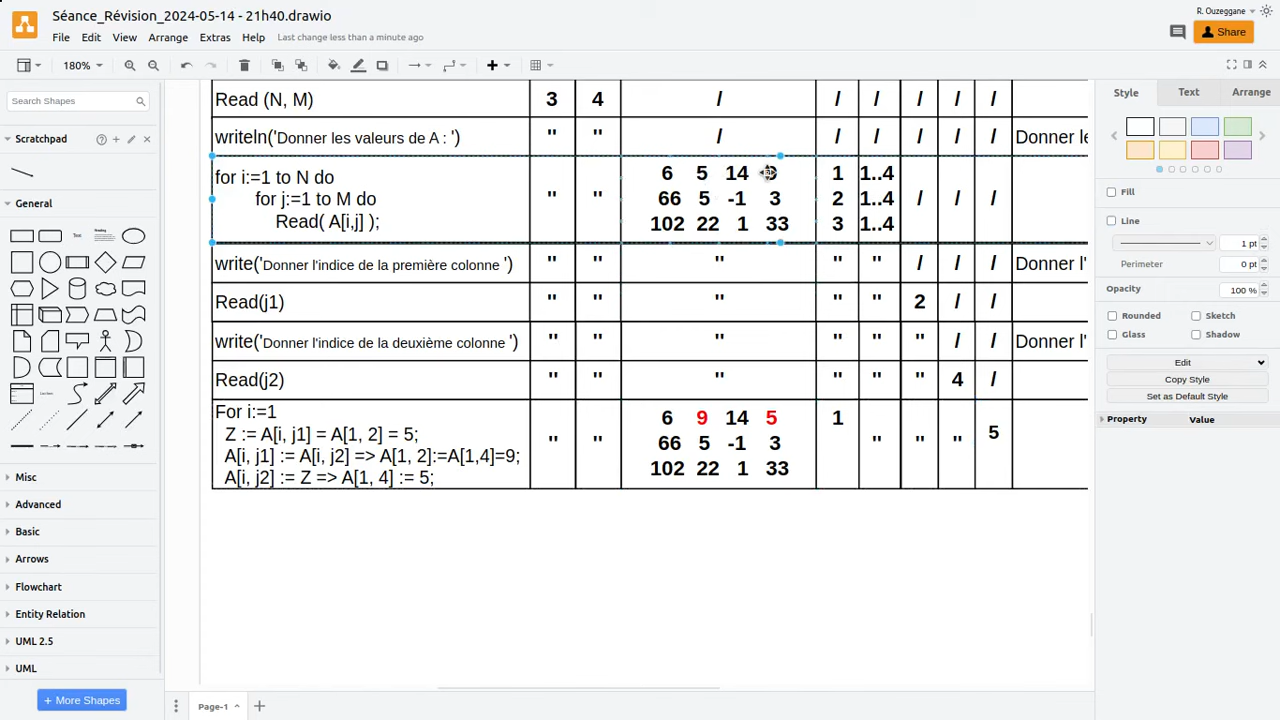 Séance_Révision_2024-05-14 - 21h40.drawio
R. Ouzeggane
File Edit View Arrange Extras Help Last change less than a minute ago
Share
180%
Search Shapes
Scratchpad
General
Text
Heading
List Item
Misc
Advanced
Basic
Arrows
Flowchart
Entity Relation
UML 2.5
UML
+ More Shapes
Read (N, M) 3 4 / / / / / /
writeln('Donner les valeurs de A : ') " " / / / / / / Donner le
for i:=1 to N do
for j:=1 to M do
Read( A[i,j] );
" " / / /
6 5 14
66 5 -1 3
102 22 1 33
1 1..4
2 1..4
3 1..4
write('Donner l'indice de la première colonne ') " " " " " / / / Donner l'
Read(j1) " " " " " 2 / /
write('Donner l'indice de la deuxième colonne ') " " " " " " / / Donner l'
Read(j2) " " " " " " 4 /
For i:=1
Z := A[i, j1] = A[1, 2] = 5;
A[i, j1] := A[i, j2] => A[1, 2]:=A[1,4]=9;
A[i, j2] := Z => A[1, 4] := 5;
" "
6 9 14 5
66 5 -1 3
102 22 1 33
1 " " " 5
Page-1
Style Text Arrange
Fill
Line
1 pt
Perimeter 0 pt
Opacity 100 %
Rounded Sketch
Glass Shadow
Edit
Copy Style
Set as Default Style
Property Value